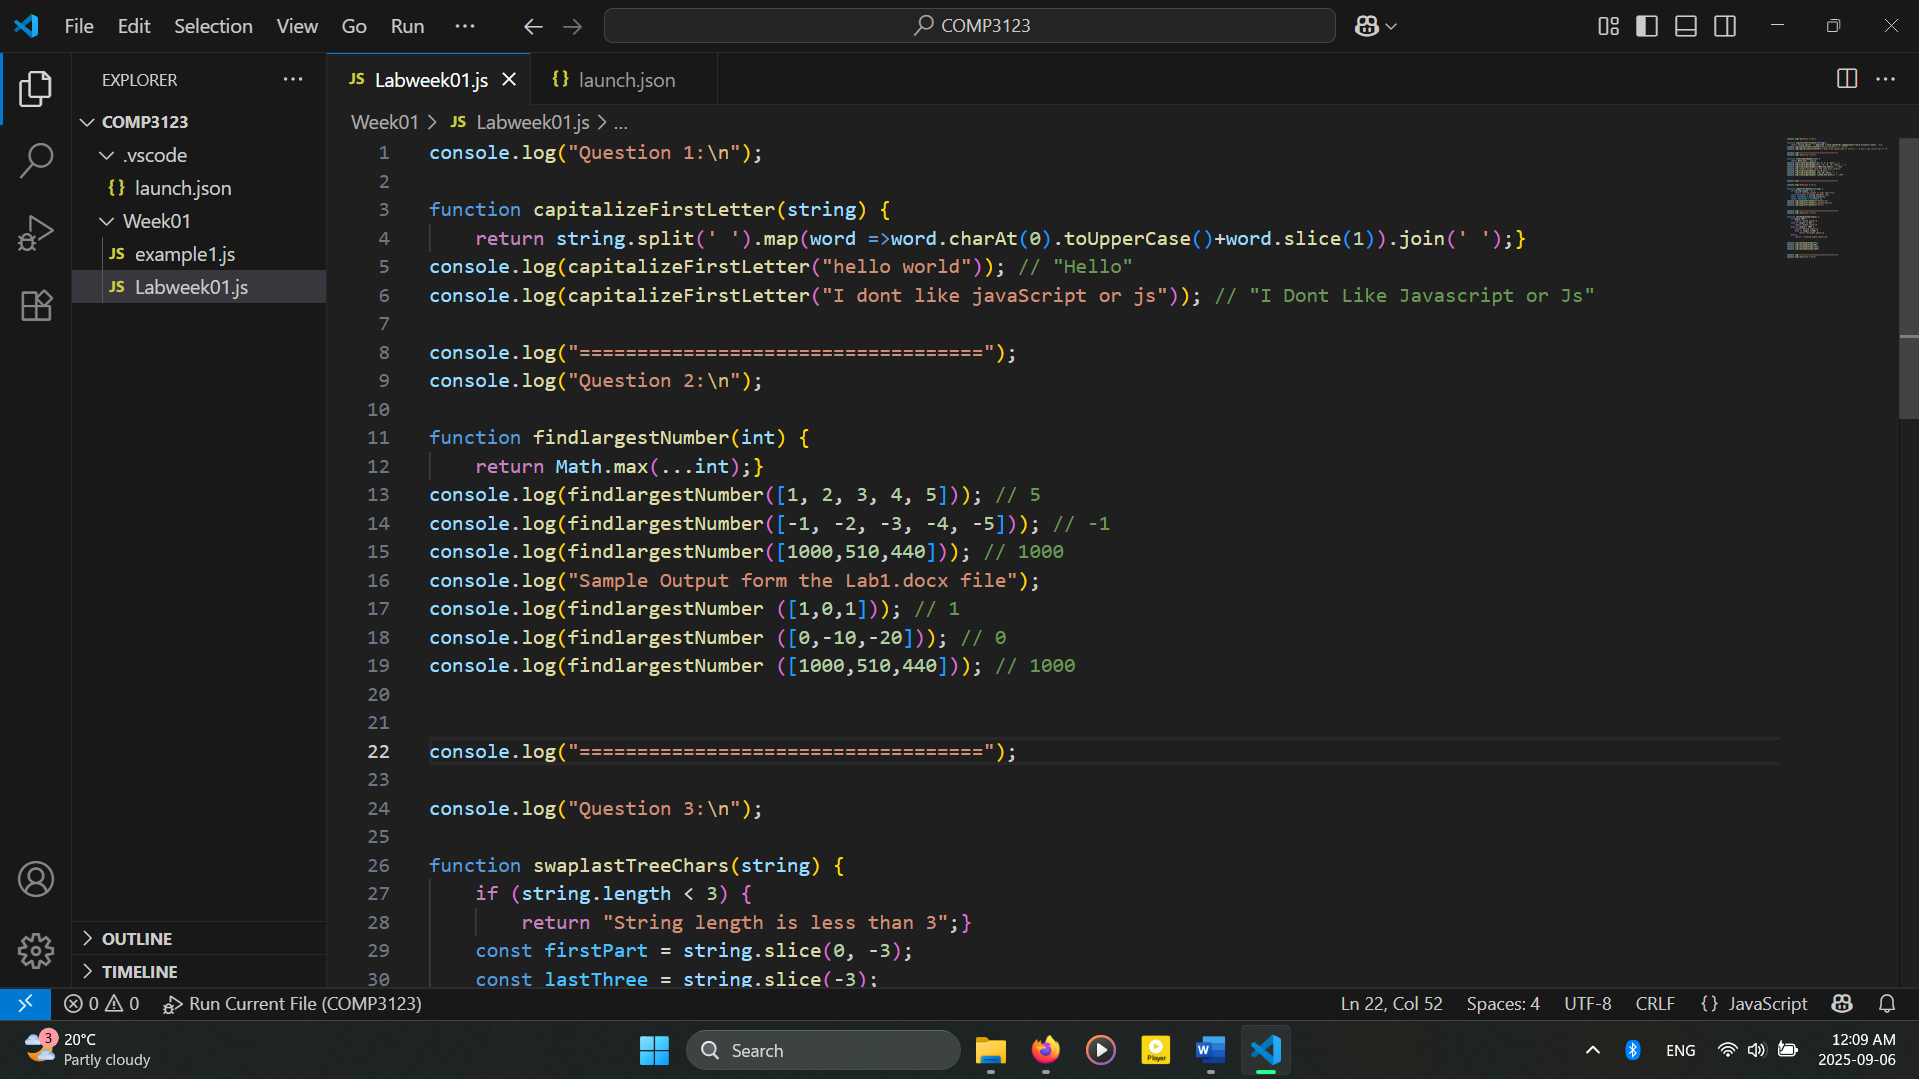 File Edit Selection View Go Run ···
COMP3123
EXPLORER ···
COMP3123
.vscode
{} launch.json
Week01
JS example1.js
JS Labweek01.js
OUTLINE
TIMELINE
JS Labweek01.js
{} launch.json
Week01 > JS Labweek01.js > ...
1 console.log("Question 1:\n");
2
3 function capitalizeFirstLetter(string) {
4 return string.split(' ').map(word =>word.charAt(0).toUpperCase()+word.slice(1)).join(' ');}
5 console.log(capitalizeFirstLetter("hello world")); // "Hello"
6 console.log(capitalizeFirstLetter("I dont like javaScript or js")); // "I Dont Like Javascript or Js"
7
8 console.log("===================================");
9 console.log("Question 2:\n");
10
11 function findlargestNumber(int) {
12 return Math.max(...int);}
13 console.log(findlargestNumber([1, 2, 3, 4, 5])); // 5
14 console.log(findlargestNumber([-1, -2, -3, -4, -5])); // -1
15 console.log(findlargestNumber([1000,510,440])); // 1000
16 console.log("Sample Output form the Lab1.docx file");
17 console.log(findlargestNumber ([1,0,1])); // 1
18 console.log(findlargestNumber ([0,-10,-20])); // 0
19 console.log(findlargestNumber ([1000,510,440])); // 1000
20
21
22 console.log("===================================");
23
24 console.log("Question 3:\n");
25
26 function swaplastTreeChars(string) {
27 if (string.length < 3) {
28 return "String length is less than 3";}
29 const firstPart = string.slice(0, -3);
30 const lastThree = string.slice(-3);
0 0 Run Current File (COMP3123)
Ln 22, Col 52 Spaces: 4 UTF-8 CRLF {} JavaScript
3 20°C
Partly cloudy
Search
Player
W
ENG
12:09 AM
2025-09-06